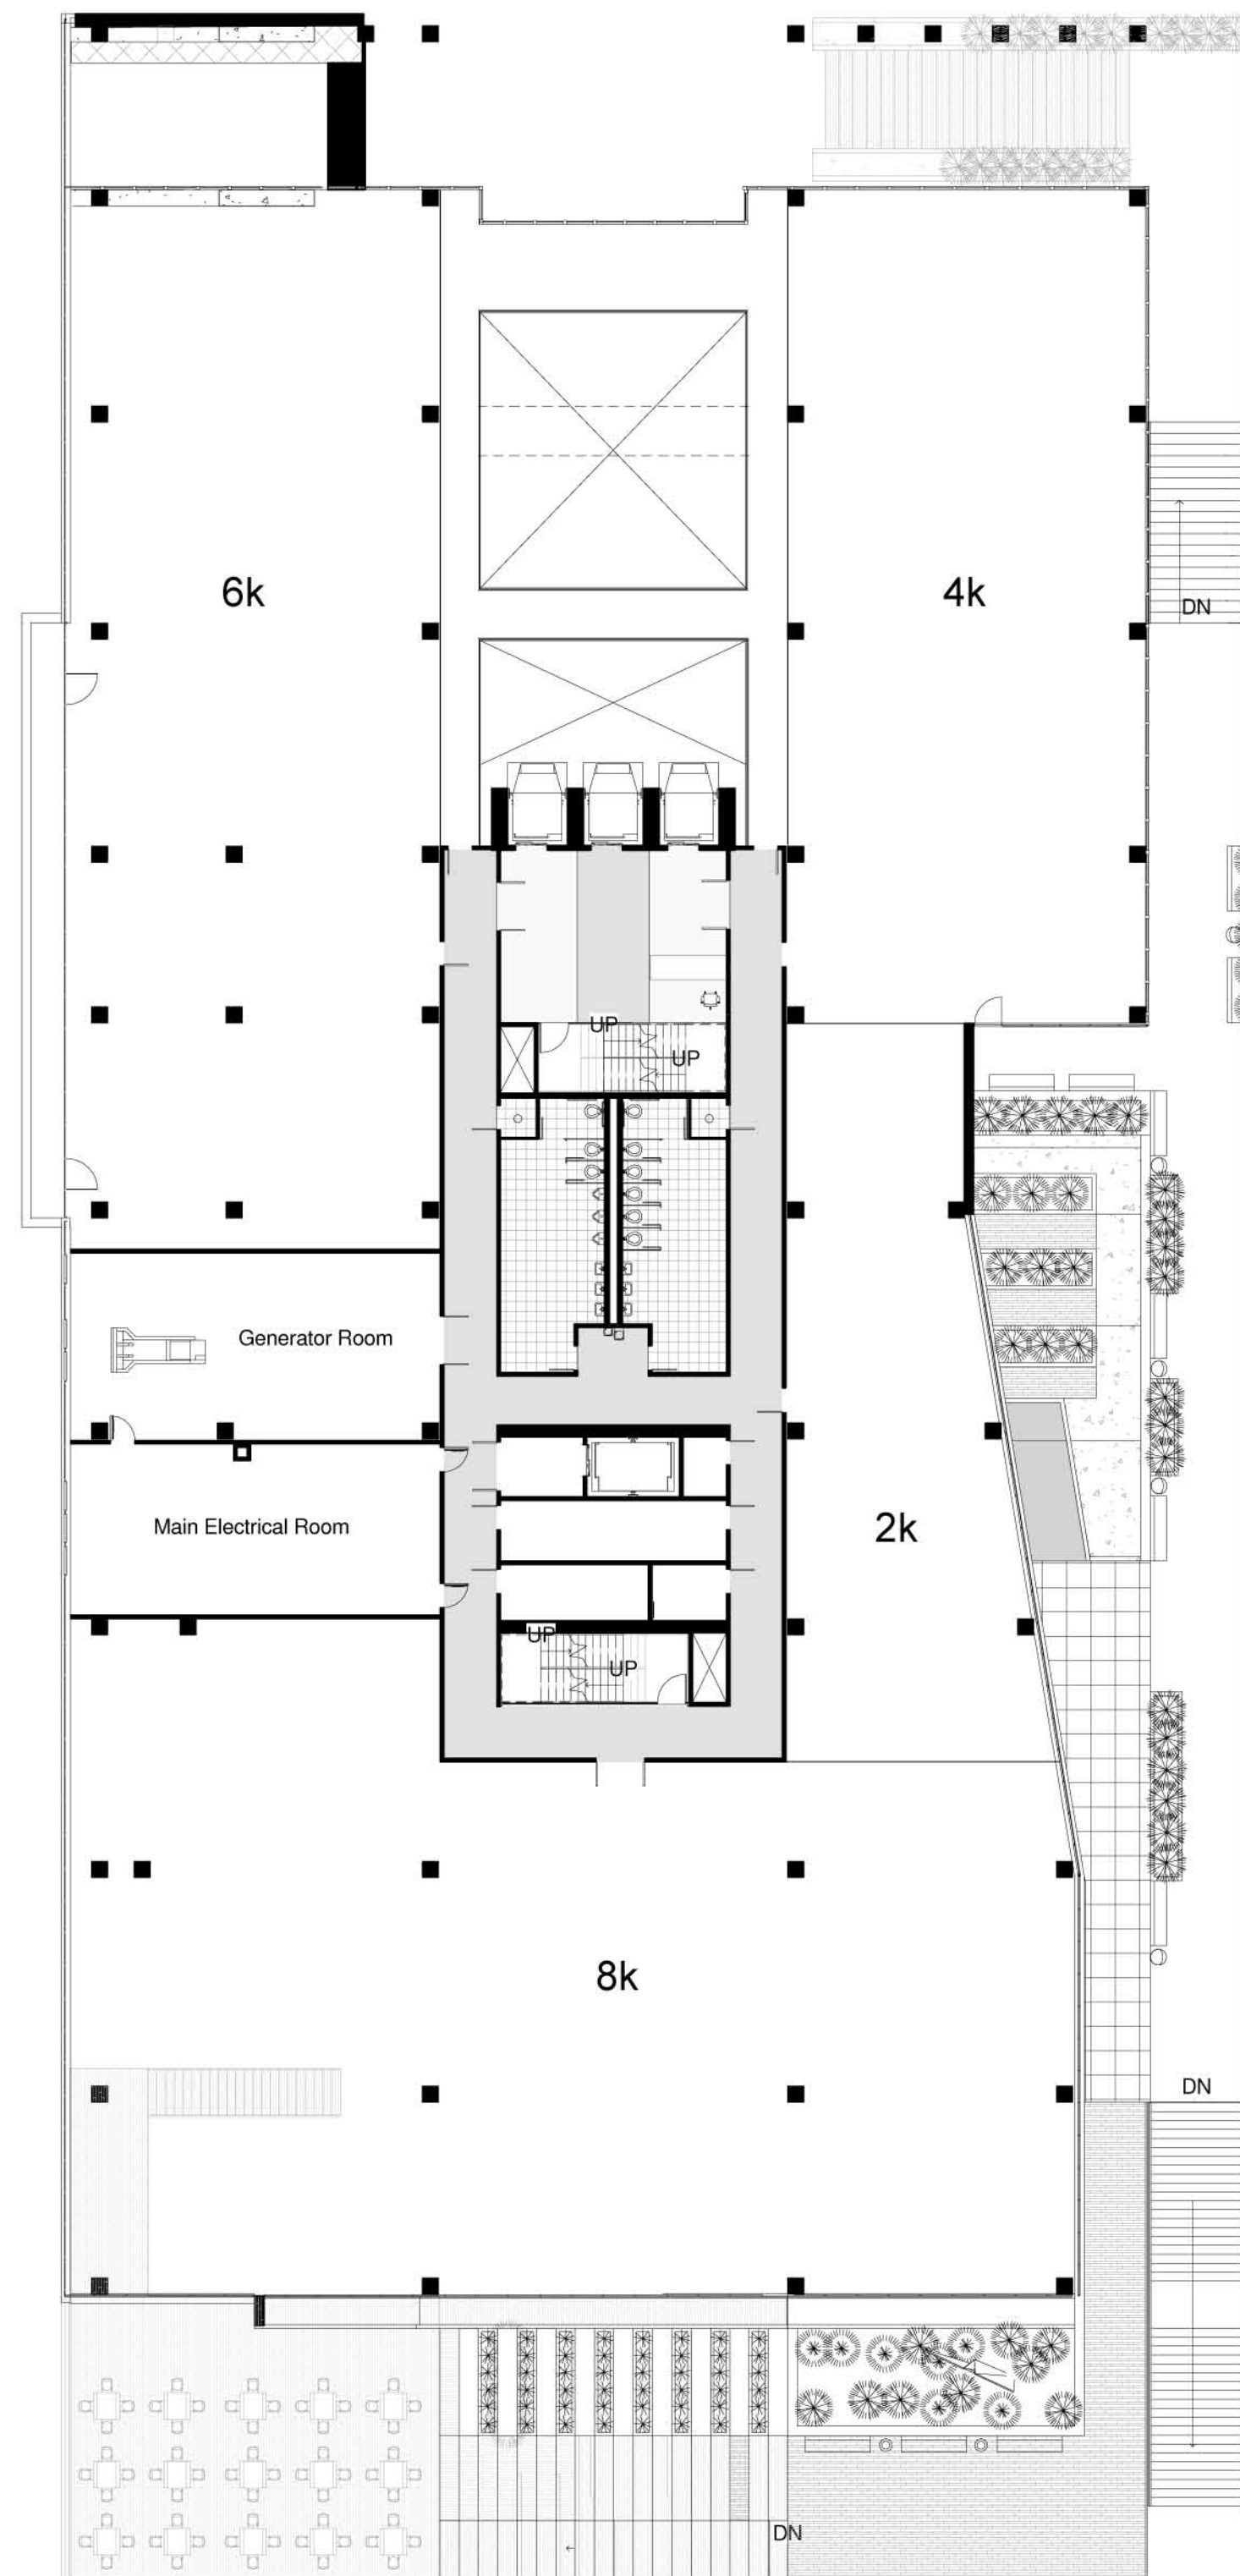 6k
4k
DN
UP
UP
Generator Room
Main Electrical Room
2k
UP
UP
8k
DN
DN